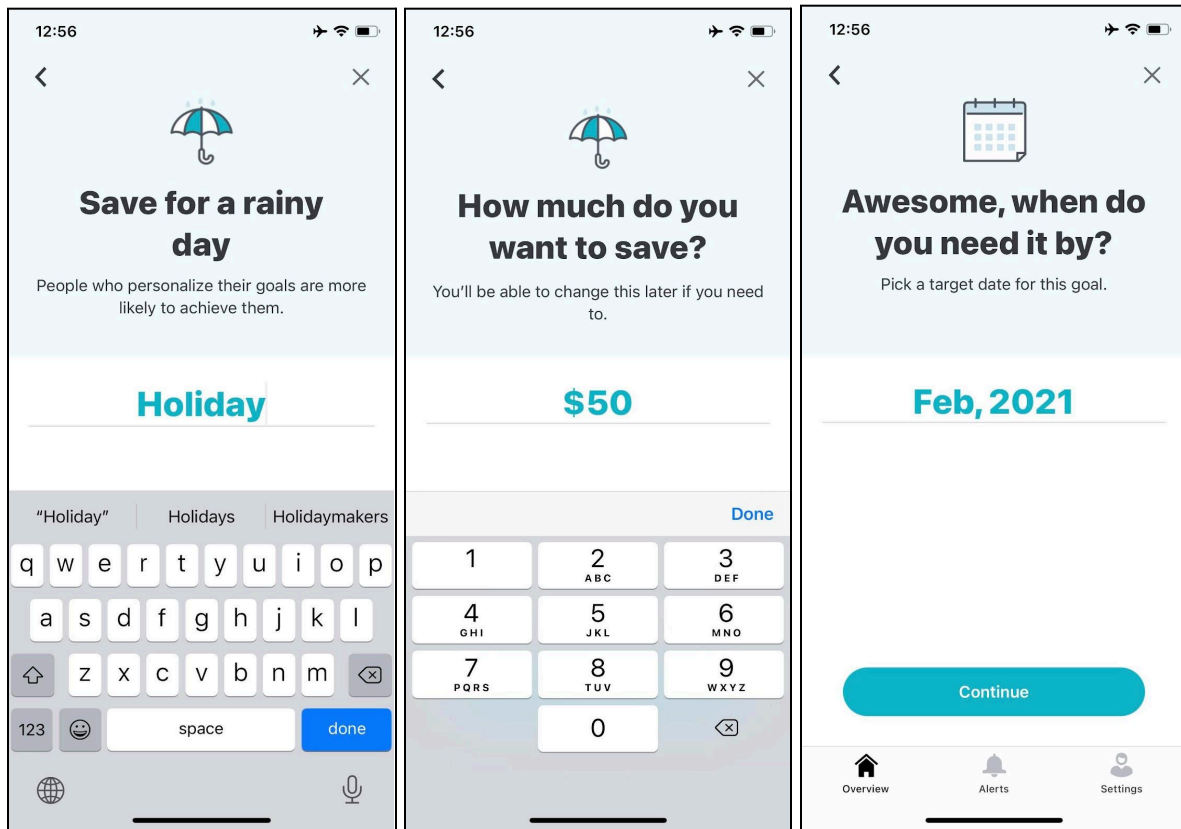 12:56
Save for a rainy
day
People who personalize their goals are more
likely to achieve them.
Holiday
“Holiday” Holidays Holidaymakers
q w e r t y u i o p
a s d f g h j k l
z x c v b n m
123 space done
12:56
How much do you
want to save?
You’ll be able to change this later if you need
to.
$50
Done
1 2 3
ABC DEF
4 5 6
GHI JKL MNO
7 8 9
PQRS TUV WXYZ
0
12:56
Awesome, when do
you need it by?
Pick a target date for this goal.
Feb, 2021
Continue
Overview Alerts Settings